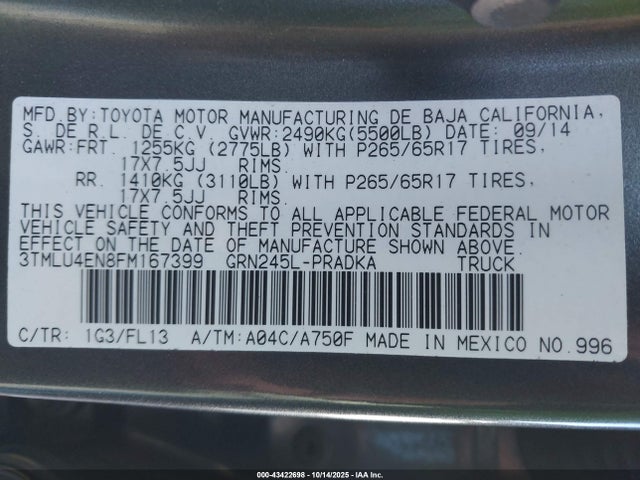 MFD.BY:TOYOTA MOTOR MANUFACTURING DE BAJA CALIFORNIA,
S. DE R.L. DE C.V. GVWR:2490KG(5500LB) DATE: 09/14
GAWR:FRT. 1255KG (2775LB) WITH P265/65R17 TIRES,
17X7.5JJ RIMS.
RR. 1410KG (3110LB) WITH P265/65R17 TIRES,
17X7.5JJ RIMS.
THIS VEHICLE CONFORMS TO ALL APPLICABLE FEDERAL MOTOR
VEHICLE SAFETY AND THEFT PREVENTION STANDARDS IN
EFFECT ON THE DATE OF MANUFACTURE SHOWN ABOVE.
3TMLU4EN8FM167399 GRN245L-PRADKA TRUCK
C/TR: 1G3/FL13 A/TM:A04C/A750F MADE IN MEXICO NO.996
000-43422698 - 10/14/2025 - IAAI.COM